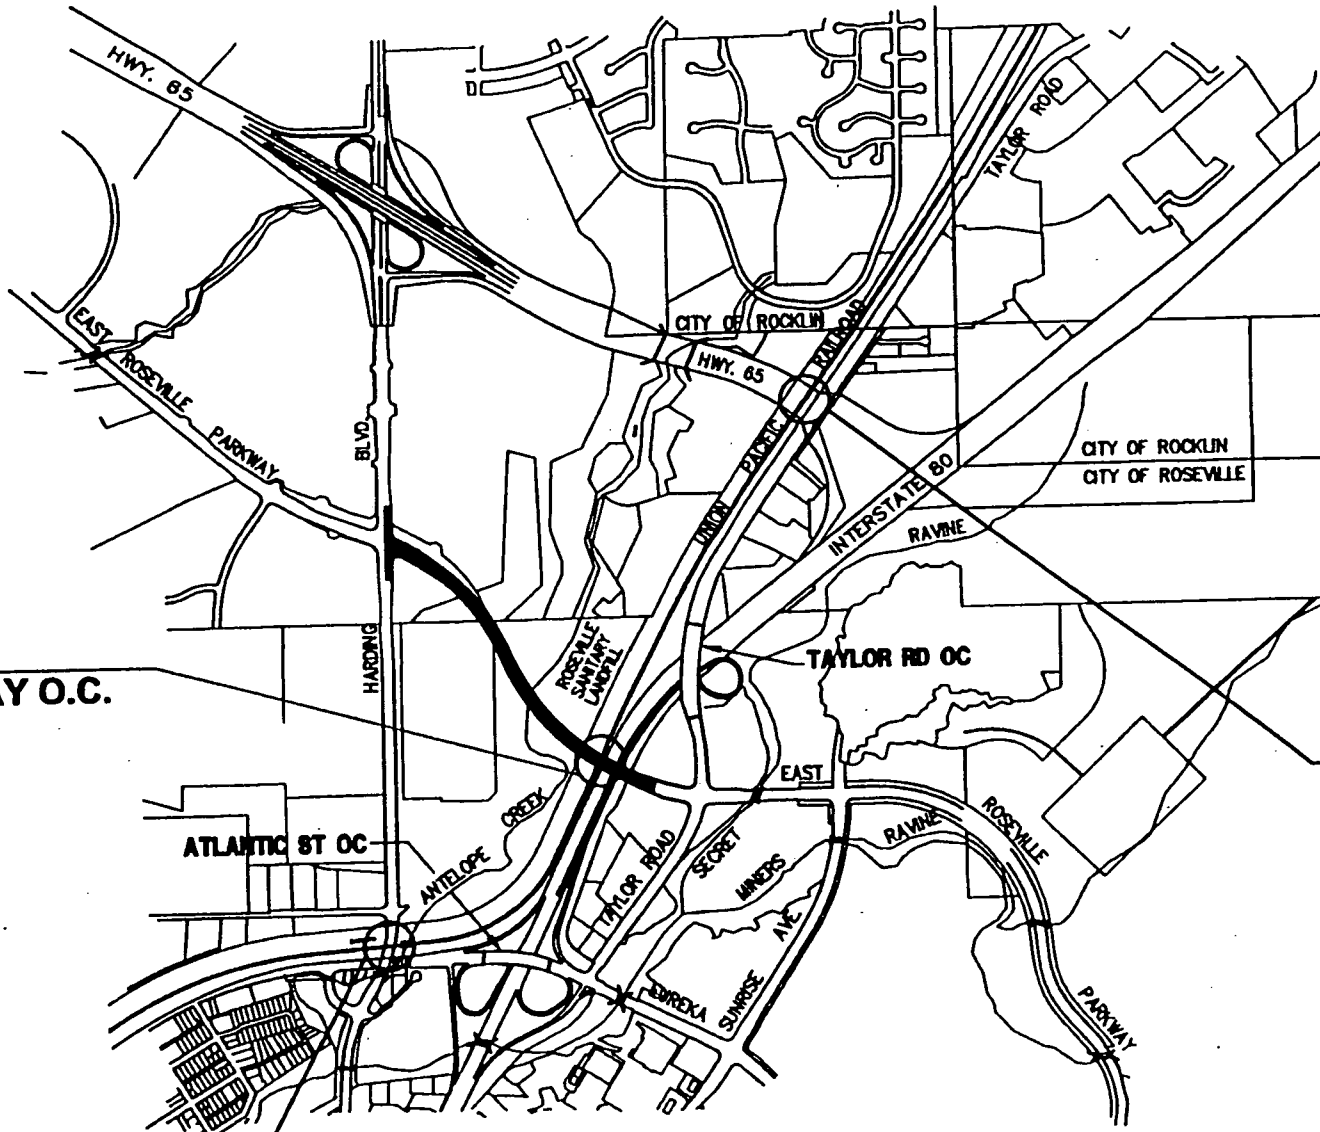 HWY. 65
TAYLOR ROAD
CITY OF ROCKLIN
UNION PACIFIC RAILROAD
HWY. 65
EAST ROSEVILLE PARKWAY
HARDING BLVD.
CITY OF ROCKLIN
CITY OF ROSEVILLE
INTERSTATE 80
RAVINE
ROSEVILLE
SANITARY
LANDFILL
TAYLOR RD OC
AY O.C.
EAST ROSEVILLE PARKWAY
ATLANTIC ST OC
ANTELOPE CREEK
TAYLOR ROAD
SECRET
MINERS RAVINE
SUNRISE AVE.
EUREKA